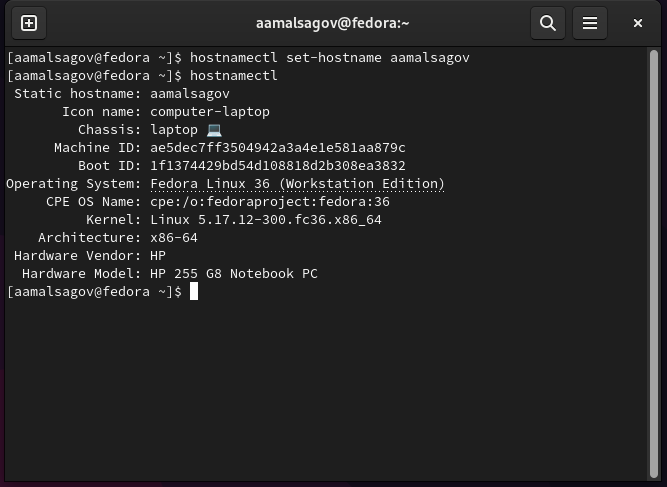 aamalsagov@fedora:~
[aamalsagov@fedora ~]$ hostnamectl set-hostname aamalsagov
[aamalsagov@fedora ~]$ hostnamectl
Static hostname: aamalsagov
Icon name: computer-laptop
Chassis: laptop 💻
Machine ID: ae5dec7ff3504942a3a4e1e581aa879c
Boot ID: 1f1374429bd54d108818d2b308ea3832
Operating System: Fedora Linux 36 (Workstation Edition)
CPE OS Name: cpe:/o:fedoraproject:fedora:36
Kernel: Linux 5.17.12-300.fc36.x86_64
Architecture: x86-64
Hardware Vendor: HP
Hardware Model: HP 255 G8 Notebook PC
[aamalsagov@fedora ~]$